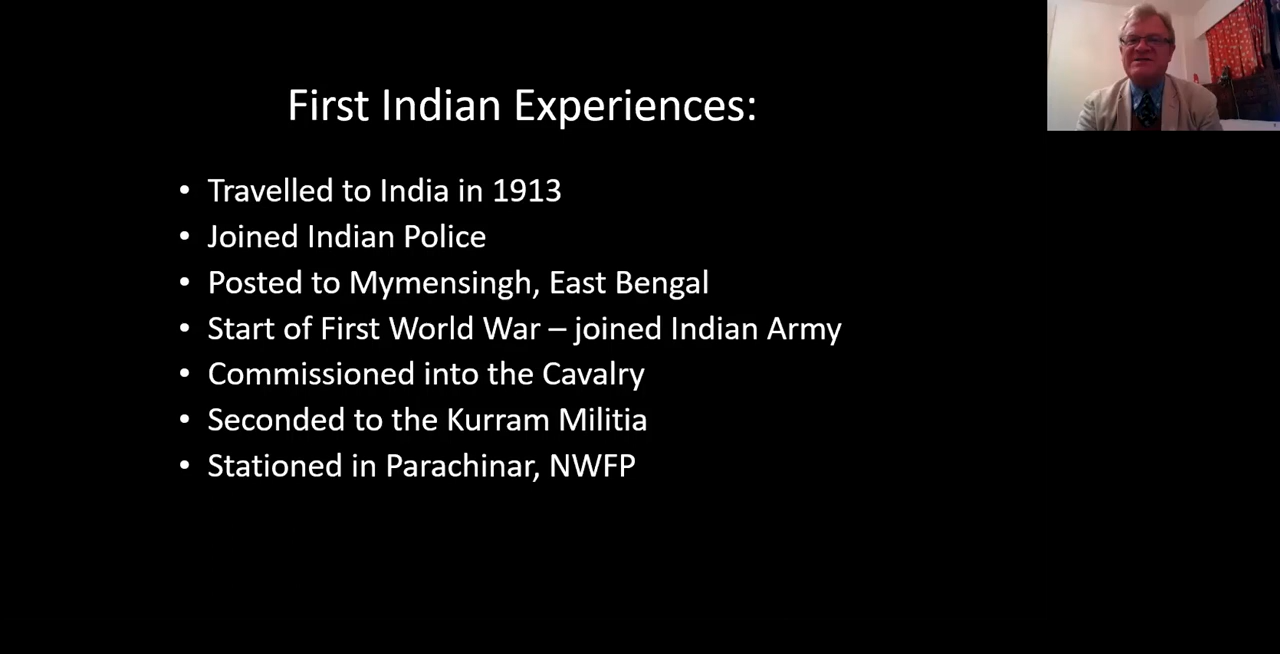 First Indian Experiences:
• Travelled to India in 1913
• Joined Indian Police
• Posted to Mymensingh, East Bengal
• Start of First World War – joined Indian Army
• Commissioned into the Cavalry
• Seconded to the Kurram Militia
• Stationed in Parachinar, NWFP